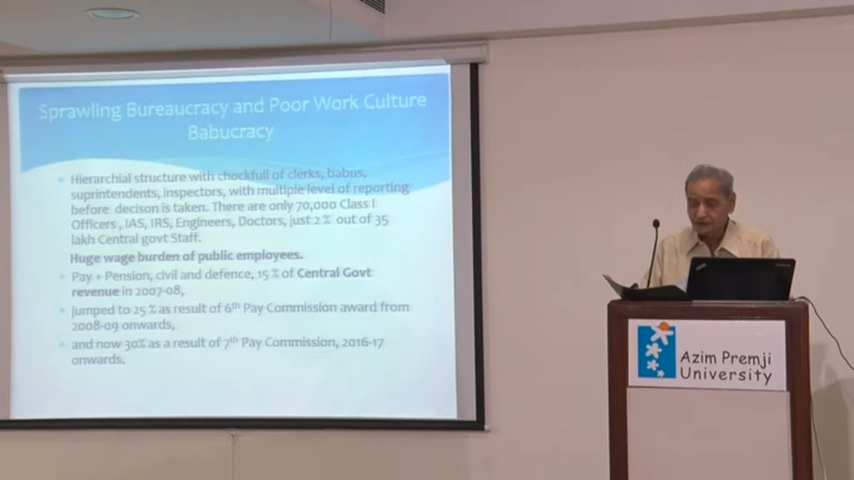 Sprawling Bureaucracy and Poor Work Culture
Babucracy
Hierarchial structure with chockfull of clerks, babus,
suprintendents, inspectors, with multiple level of reporting
before decison is taken. There are only 70,000 Class I
Officers , IAS, IRS, Engineers, Doctors, just 2 % out of 35
lakh Central govt Staff.
Huge wage burden of public employees.
Pay + Pension, civil and defence, 15 % of Central Govt
revenue in 2007-08,
jumped to 25 % as result of 6th Pay Commission award from
2008-09 onwards,
and now 30% as a result of 7th Pay Commission, 2016-17
onwards.
Azim Premji
University